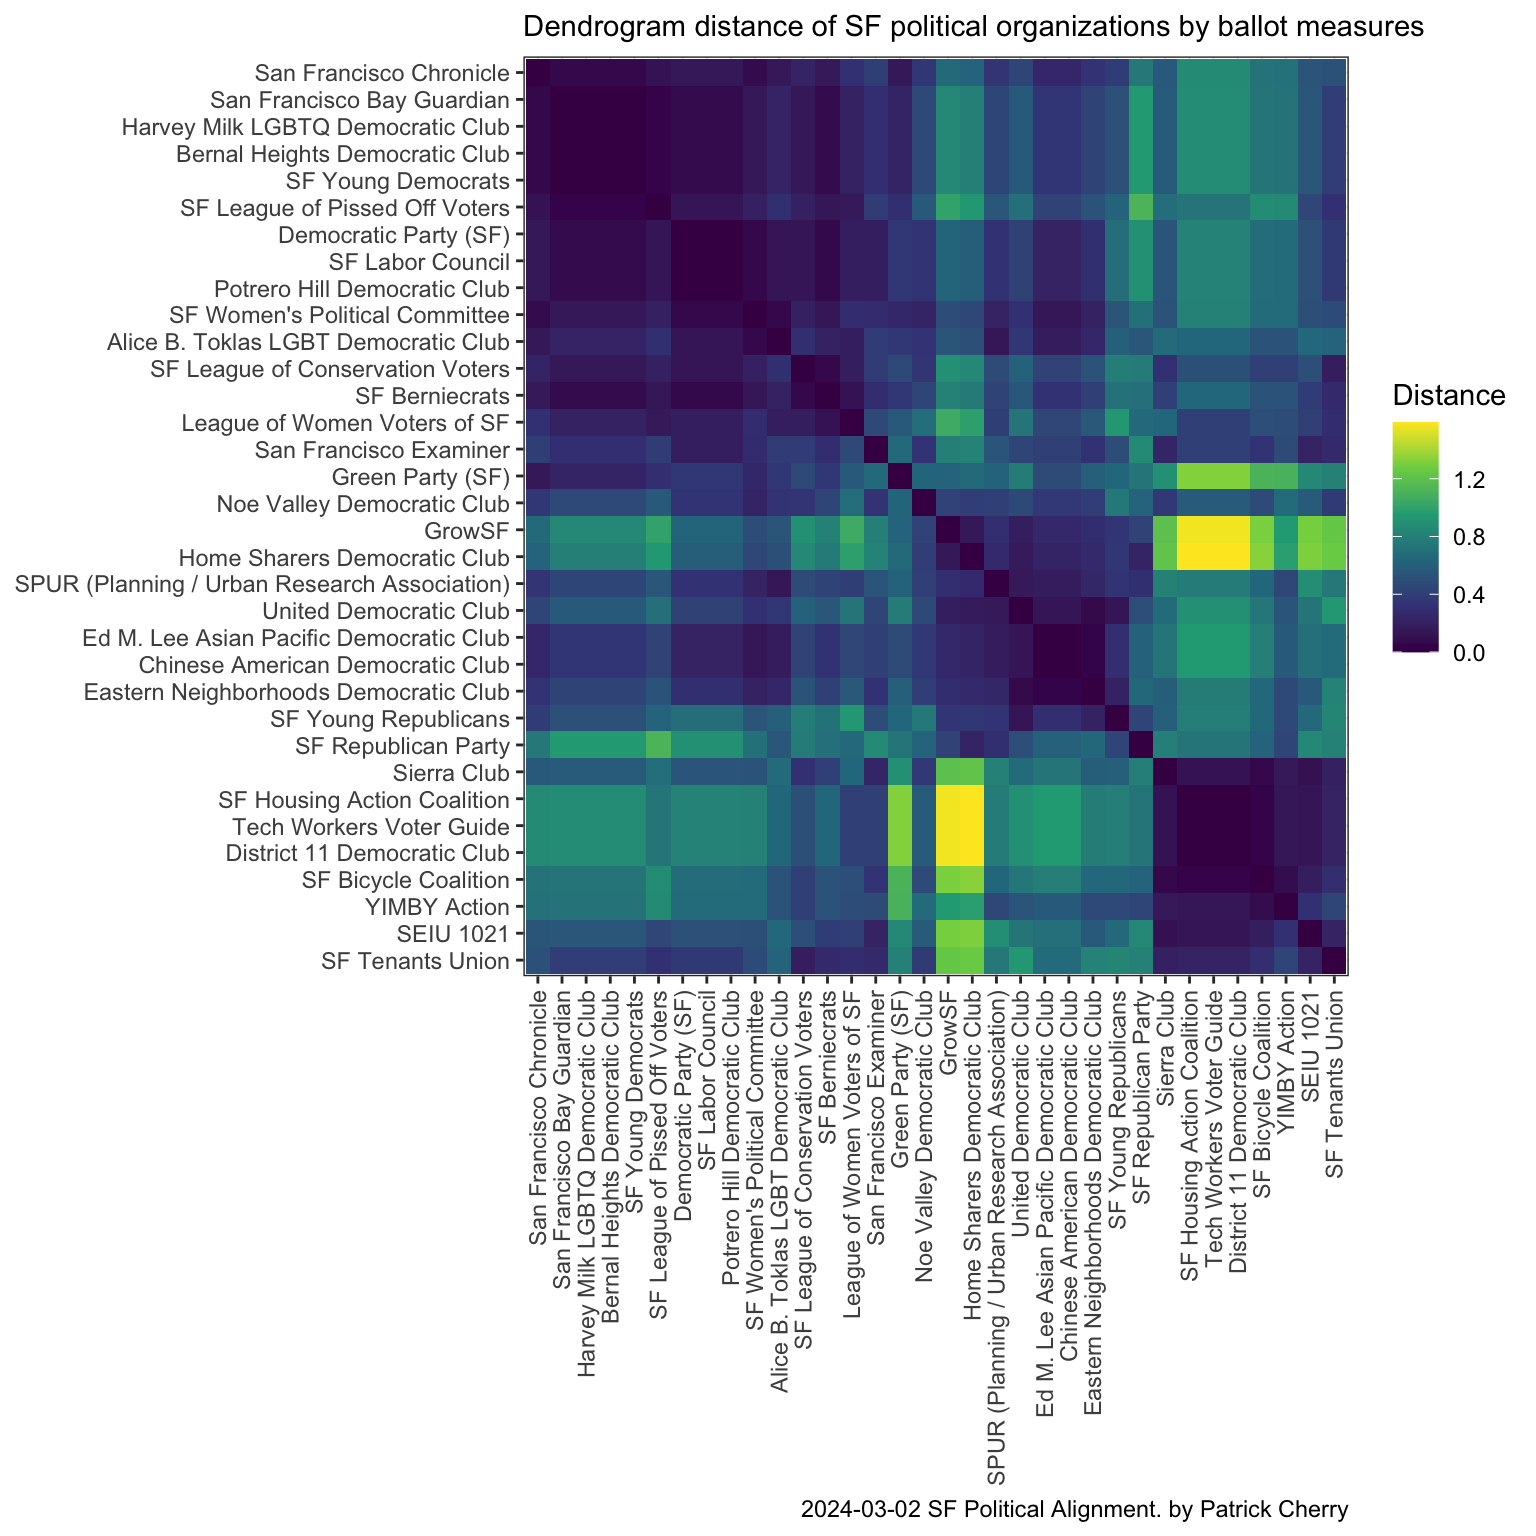 Dendrogram distance of SF political organizations by ballot measures
San Francisco Chronicle
San Francisco Bay Guardian
Harvey Milk LGBTQ Democratic Club
Bernal Heights Democratic Club
SF Young Democrats
SF League of Pissed Off Voters
Democratic Party (SF)
SF Labor Council
Potrero Hill Democratic Club
SF Women's Political Committee
Alice B. Toklas LGBT Democratic Club
SF League of Conservation Voters
SF Berniecrats
League of Women Voters of SF
San Francisco Examiner
Green Party (SF)
Noe Valley Democratic Club
GrowSF
Home Sharers Democratic Club
SPUR (Planning / Urban Research Association)
United Democratic Club
Ed M. Lee Asian Pacific Democratic Club
Chinese American Democratic Club
Eastern Neighborhoods Democratic Club
SF Young Republicans
SF Republican Party
Sierra Club
SF Housing Action Coalition
Tech Workers Voter Guide
District 11 Democratic Club
SF Bicycle Coalition
YIMBY Action
SEIU 1021
SF Tenants Union
Distance
1.2
0.8
0.4
0.0
San Francisco Chronicle
San Francisco Bay Guardian
Harvey Milk LGBTQ Democratic Club
Bernal Heights Democratic Club
SF Young Democrats
SF League of Pissed Off Voters
Democratic Party (SF)
SF Labor Council
Potrero Hill Democratic Club
SF Women's Political Committee
Alice B. Toklas LGBT Democratic Club
SF League of Conservation Voters
SF Berniecrats
League of Women Voters of SF
San Francisco Examiner
Green Party (SF)
Noe Valley Democratic Club
GrowSF
Home Sharers Democratic Club
SPUR (Planning / Urban Research Association)
United Democratic Club
Ed M. Lee Asian Pacific Democratic Club
Chinese American Democratic Club
Eastern Neighborhoods Democratic Club
SF Young Republicans
SF Republican Party
Sierra Club
SF Housing Action Coalition
Tech Workers Voter Guide
District 11 Democratic Club
SF Bicycle Coalition
YIMBY Action
SEIU 1021
SF Tenants Union
2024-03-02 SF Political Alignment. by Patrick Cherry